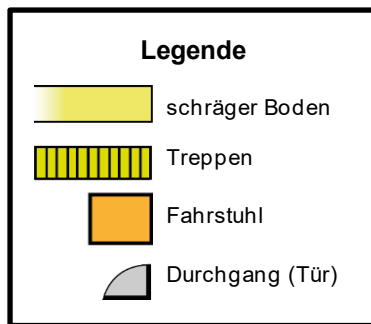 Legende
schräger Boden
Treppen
Fahrstuhl
Durchgang (Tür)